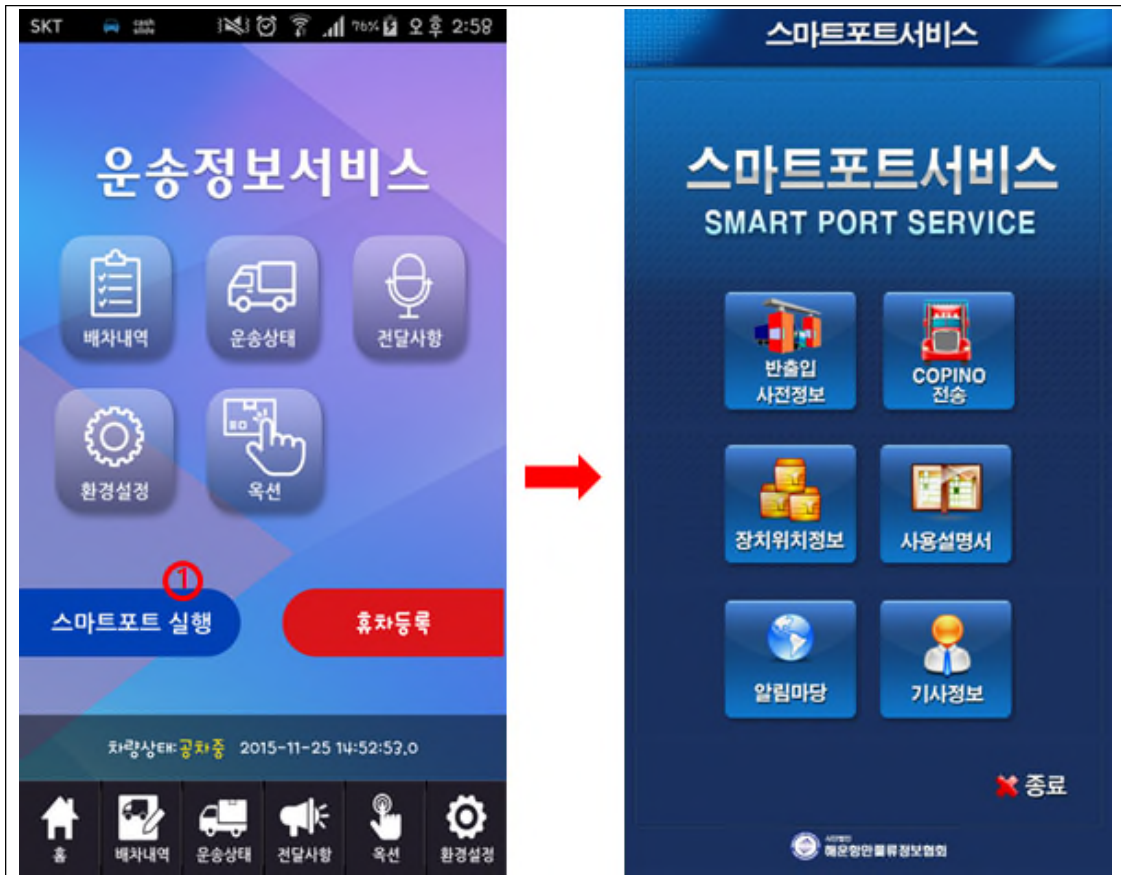 SKT cash slide 76% 오후 2:58
운송정보서비스
배차내역 운송상태 전달사항
환경설정 옥션
①
스마트포트 실행 휴차등록
차량상태:공차중 2015-11-25 14:52:53.0
홈 배차내역 운송상태 전달사항 옥션 환경설정
스마트포트서비스
스마트포트서비스
SMART PORT SERVICE
반출입
사전정보
COPINO
전송
장치위치정보 사용설명서
알림마당 기사정보
종료
사단법인
해운항만물류정보협회